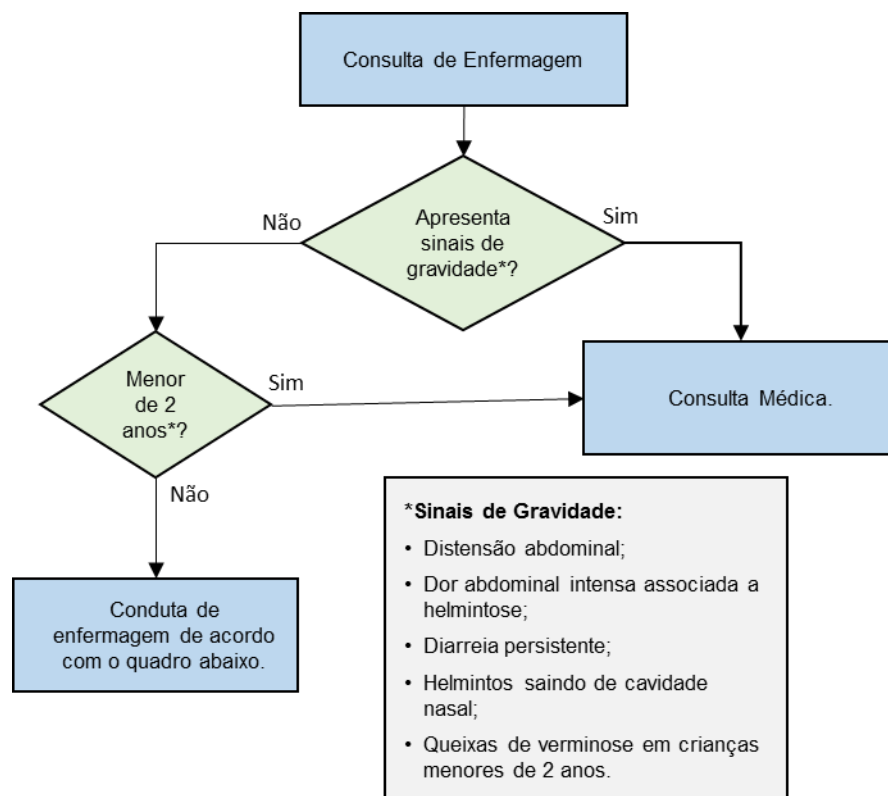 Consulta de Enfermagem
Não
Apresenta
sinais de
gravidade*?
Sim
Menor
de 2
anos*?
Sim
Consulta Médica.
Não
Conduta de
enfermagem de acordo
com o quadro abaixo.
*Sinais de Gravidade:
• Distensão abdominal;
• Dor abdominal intensa associada a
helmintose;
• Diarreia persistente;
• Helmintos saindo de cavidade
nasal;
• Queixas de verminose em crianças
menores de 2 anos.